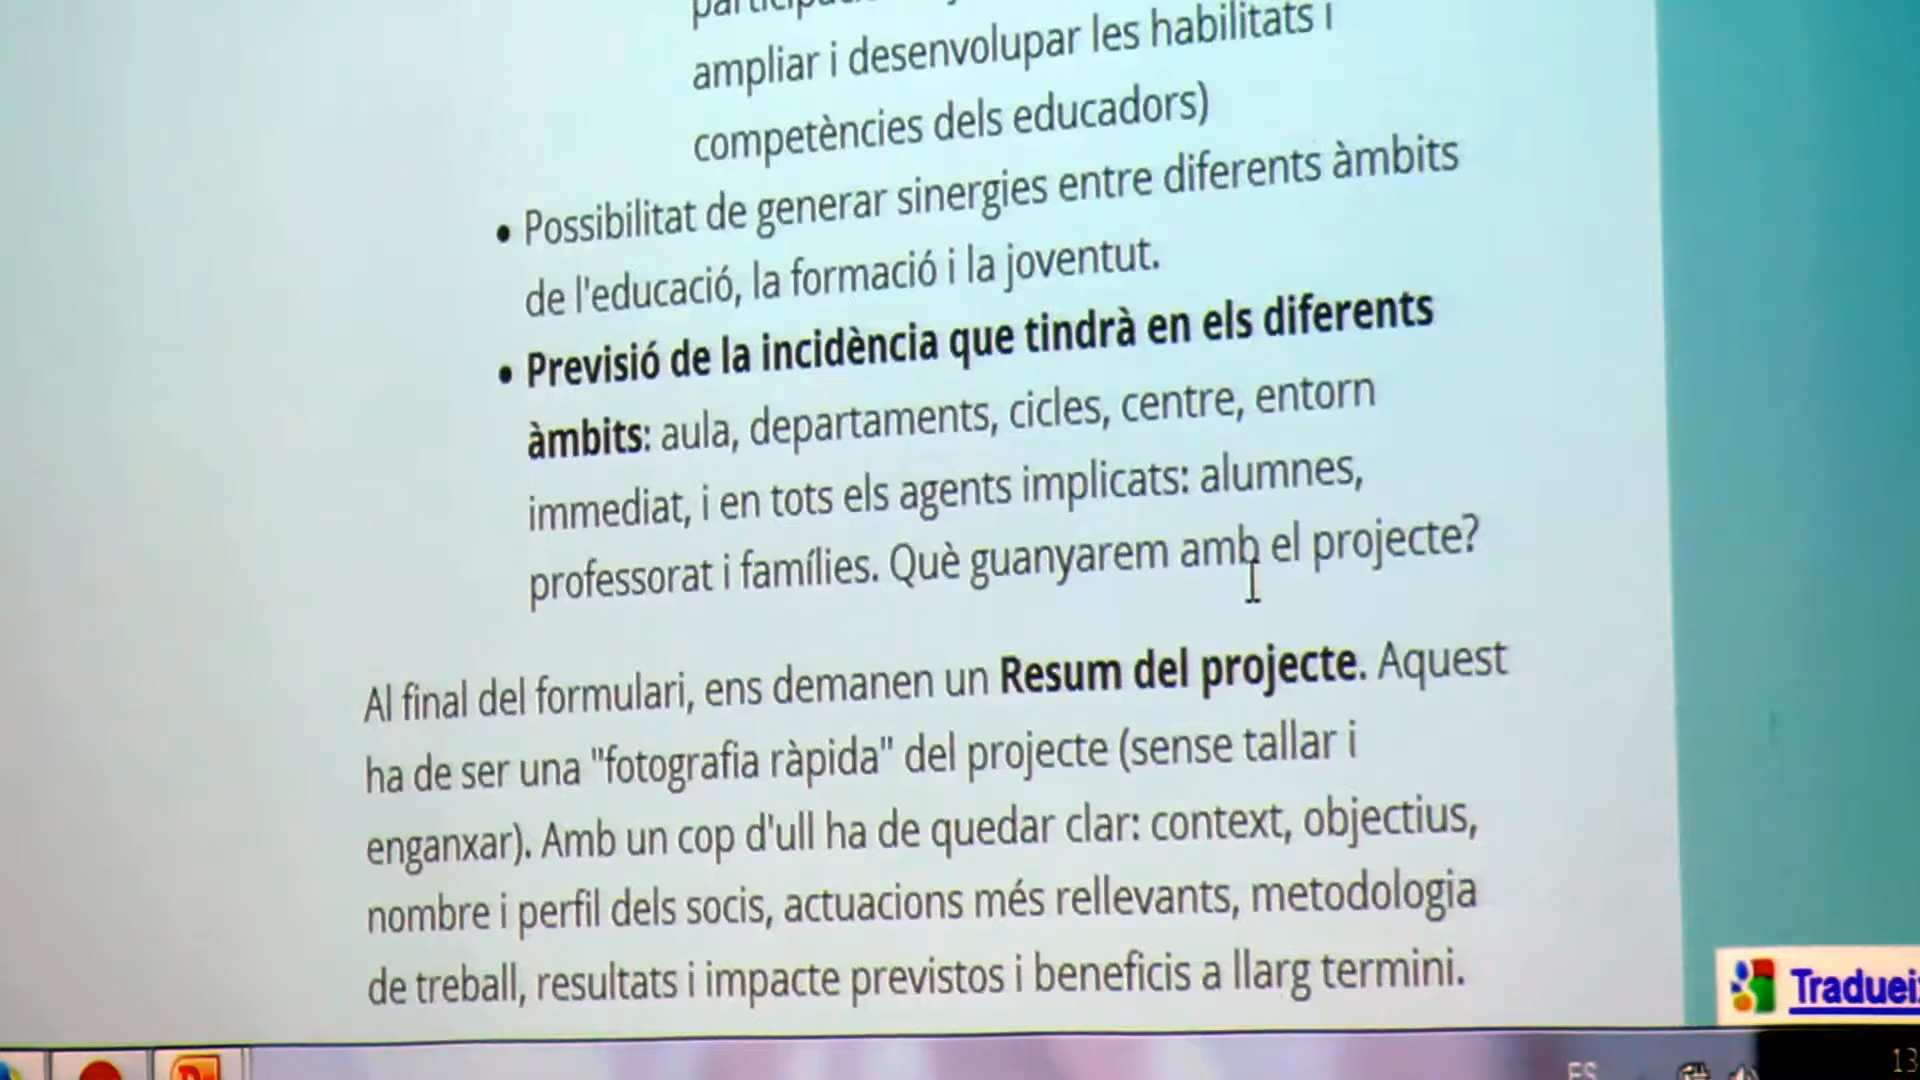 ampliar i desenvolupar les habilitats i
competències dels educadors)
• Possibilitat de generar sinergies entre diferents àmbits
de l'educació, la formació i la joventut.
• Previsió de la incidència que tindrà en els diferents
àmbits: aula, departaments, cicles, centre, entorn
immediat, i en tots els agents implicats: alumnes,
professorat i famílies. Què guanyarem amb el projecte?
Al final del formulari, ens demanen un Resum del projecte. Aquest
ha de ser una "fotografia ràpida" del projecte (sense tallar i
enganxar). Amb un cop d'ull ha de quedar clar: context, objectius,
nombre i perfil dels socis, actuacions més rellevants, metodologia
de treball, resultats i impacte previstos i beneficis a llarg termini.
ES
13